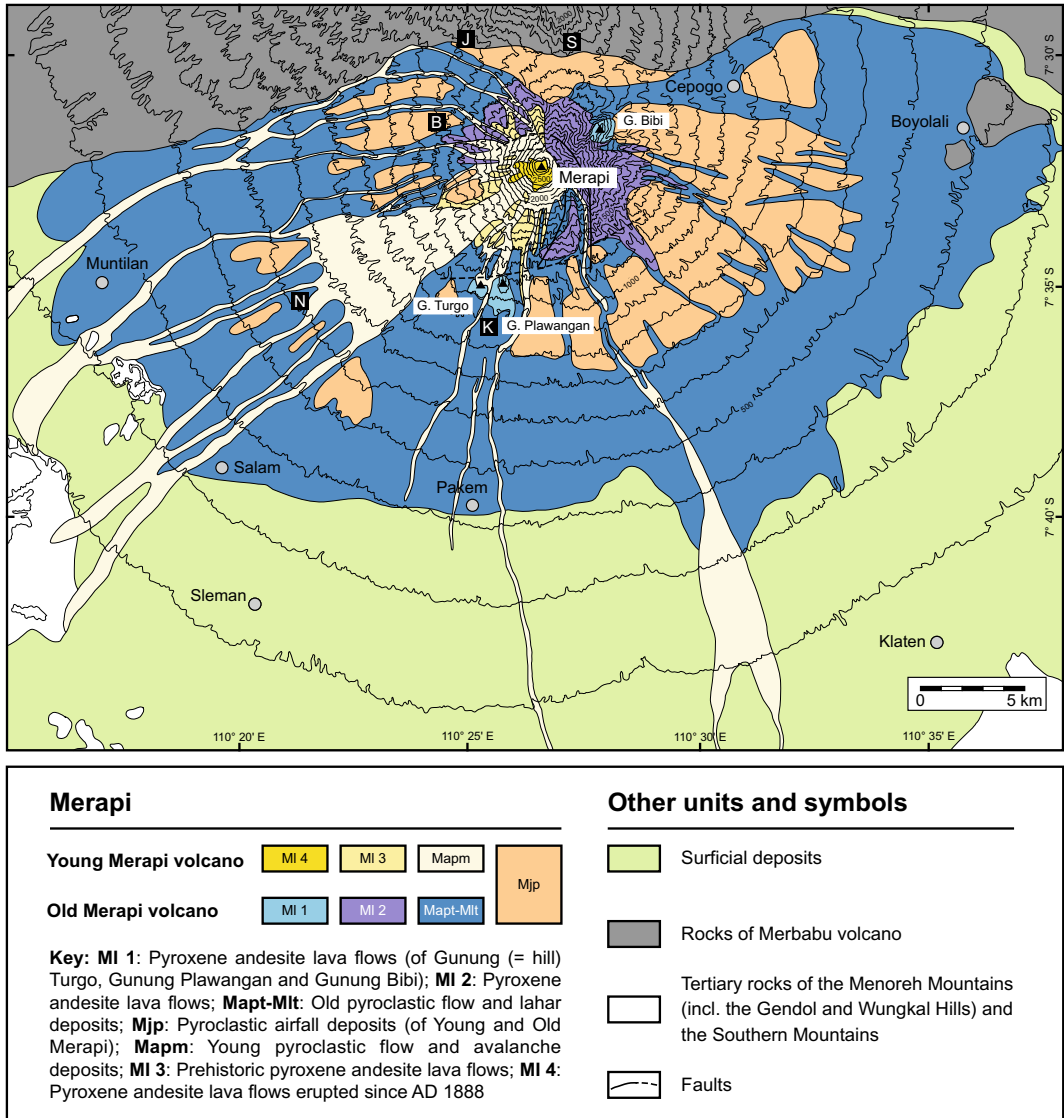 2000
J
S
7° 30' S
Cepogo
Boyolali
G. Bibi
B
Merapi
2500
2000
Muntilan
7° 35' S
N
1000
G. Turgo
K
G. Plawangan
500
Salam
Pakem
7° 40' S
Sleman
Klaten
0 5 km
110° 20' E 110° 25' E 110° 30' E 110° 35' E
Merapi
Young Merapi volcano Ml 4 Ml 3 Mapm Mjp
Old Merapi volcano Ml 1 Ml 2 Mapt-Mlt
Key: Ml 1: Pyroxene andesite lava flows (of Gunung (= hill)
Turgo, Gunung Plawangan and Gunung Bibi); Ml 2: Pyroxene
andesite lava flows; Mapt-Mlt: Old pyroclastic flow and lahar
deposits; Mjp: Pyroclastic airfall deposits (of Young and Old
Merapi); Mapm: Young pyroclastic flow and avalanche
deposits; Ml 3: Prehistoric pyroxene andesite lava flows; Ml 4:
Pyroxene andesite lava flows erupted since AD 1888
Other units and symbols
Surficial deposits
Rocks of Merbabu volcano
Tertiary rocks of the Menoreh Mountains
(incl. the Gendol and Wungkal Hills) and
the Southern Mountains
Faults